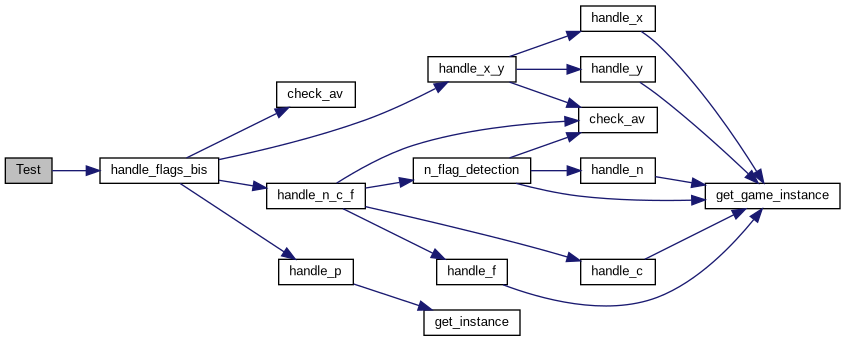 handle_x
handle_x_y
handle_y
check_av
check_av
Test
handle_flags_bis
n_flag_detection
handle_n
handle_n_c_f
get_game_instance
handle_p
handle_f
handle_c
get_instance